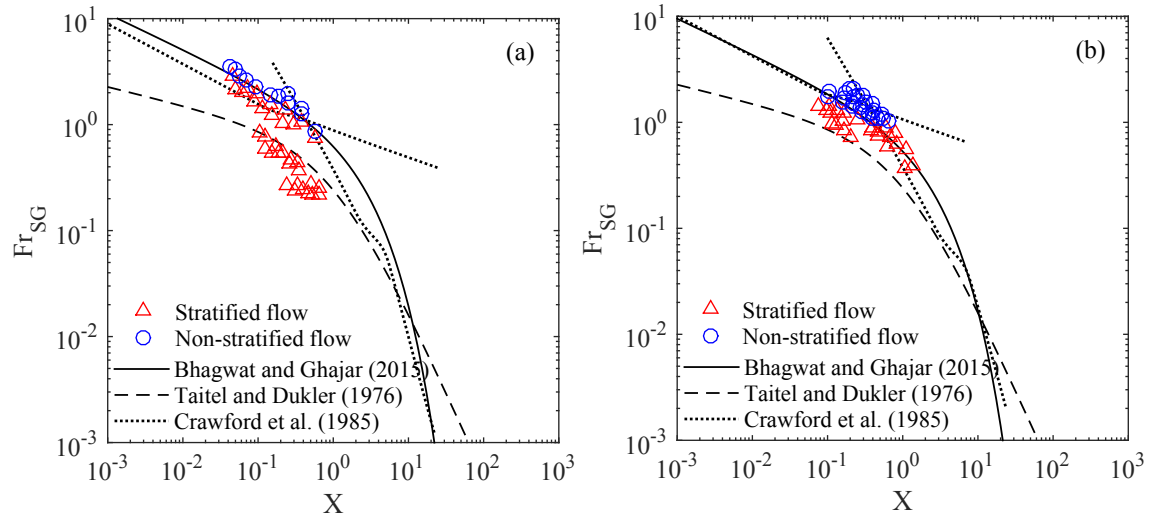 (a)
10^1
10^0
10^-1
10^-2
10^-3
Fr_SG
Stratified flow
Non-stratified flow
Bhagwat and Ghajar (2015)
Taitel and Dukler (1976)
Crawford et al. (1985)
10^-3 10^-2 10^-1 10^0 10^1 10^2 10^3
X
(b)
10^1
10^0
10^-1
10^-2
10^-3
Fr_SG
Stratified flow
Non-stratified flow
Bhagwat and Ghajar (2015)
Taitel and Dukler (1976)
Crawford et al. (1985)
10^-3 10^-2 10^-1 10^0 10^1 10^2 10^3
X